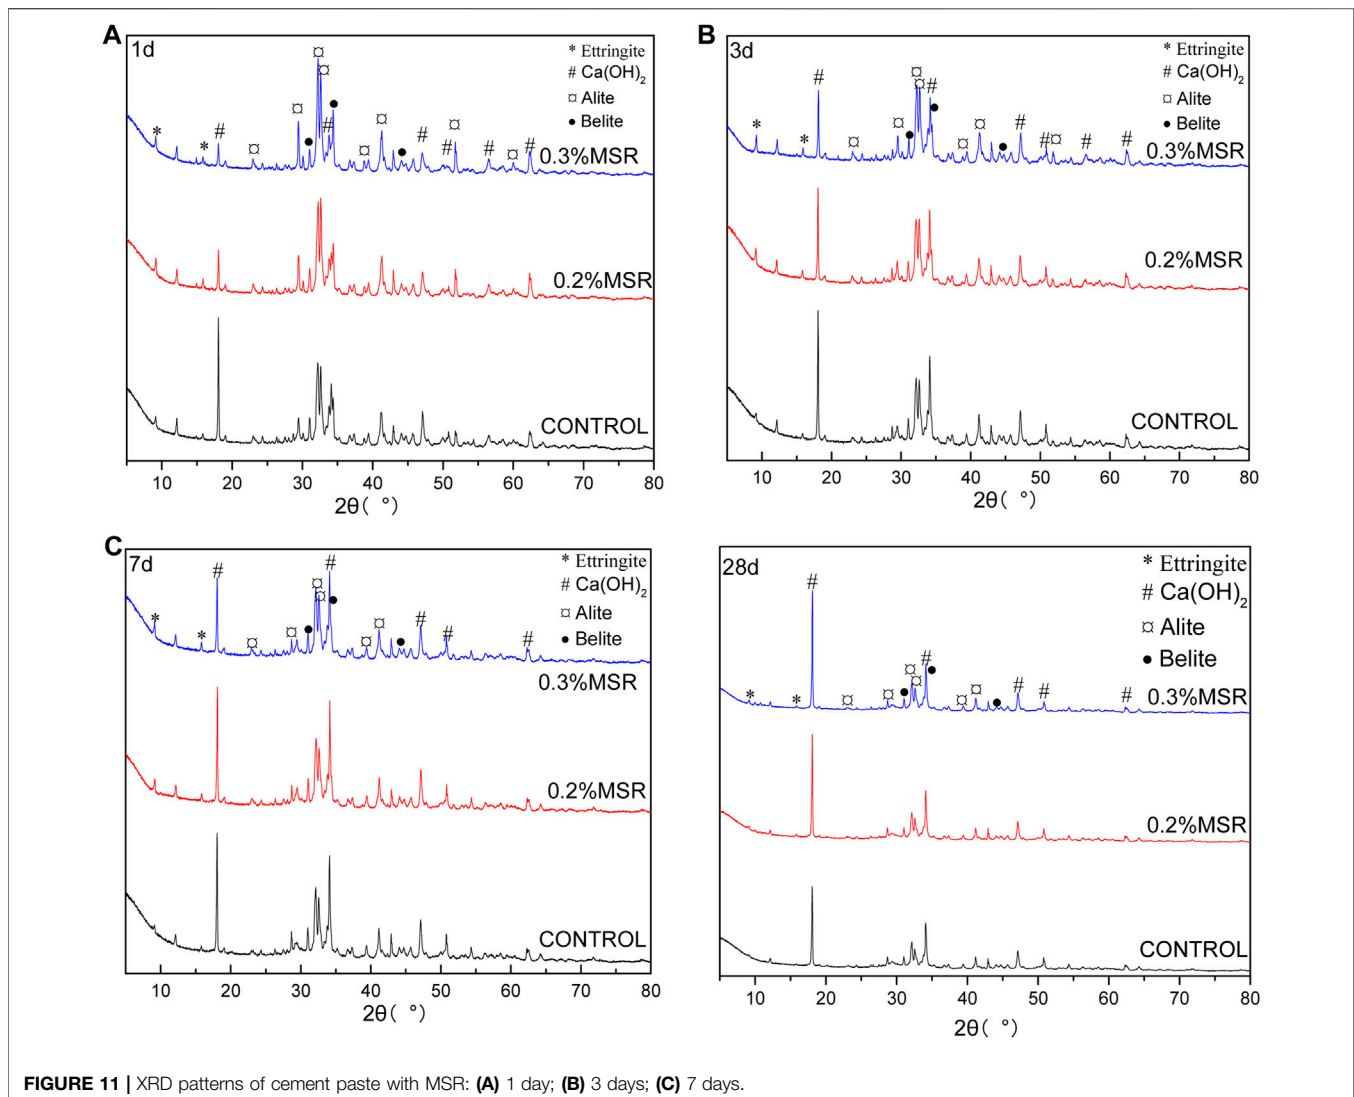 A
1d
* Ettringite
# Ca(OH)2
¤ Alite
● Belite
0.3%MSR
0.2%MSR
CONTROL
10 20 30 40 50 60 70 80
2θ( °)
B
3d
* Ettringite
# Ca(OH)2
¤ Alite
● Belite
0.3%MSR
0.2%MSR
CONTROL
10 20 30 40 50 60 70 80
2θ( °)
C
7d
* Ettringite
# Ca(OH)2
¤ Alite
● Belite
0.3%MSR
0.2%MSR
CONTROL
10 20 30 40 50 60 70 80
2θ( °)
28d
* Ettringite
# Ca(OH)2
¤ Alite
● Belite
0.3%MSR
0.2%MSR
CONTROL
10 20 30 40 50 60 70 80
2θ( °)
FIGURE 11 | XRD patterns of cement paste with MSR: (A) 1 day; (B) 3 days; (C) 7 days.